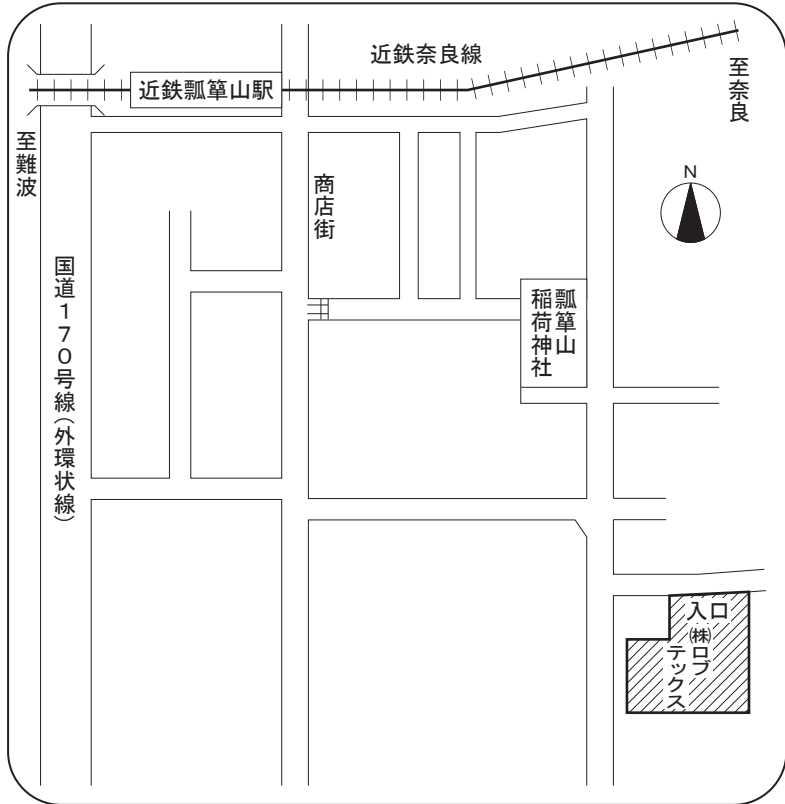 近鉄奈良線
近鉄瓢箪山駅
至奈良
至難波
N
商店街
国道170号線(外環状線)
瓢箪山
稲荷神社
入口
㈱ロブ
テックス